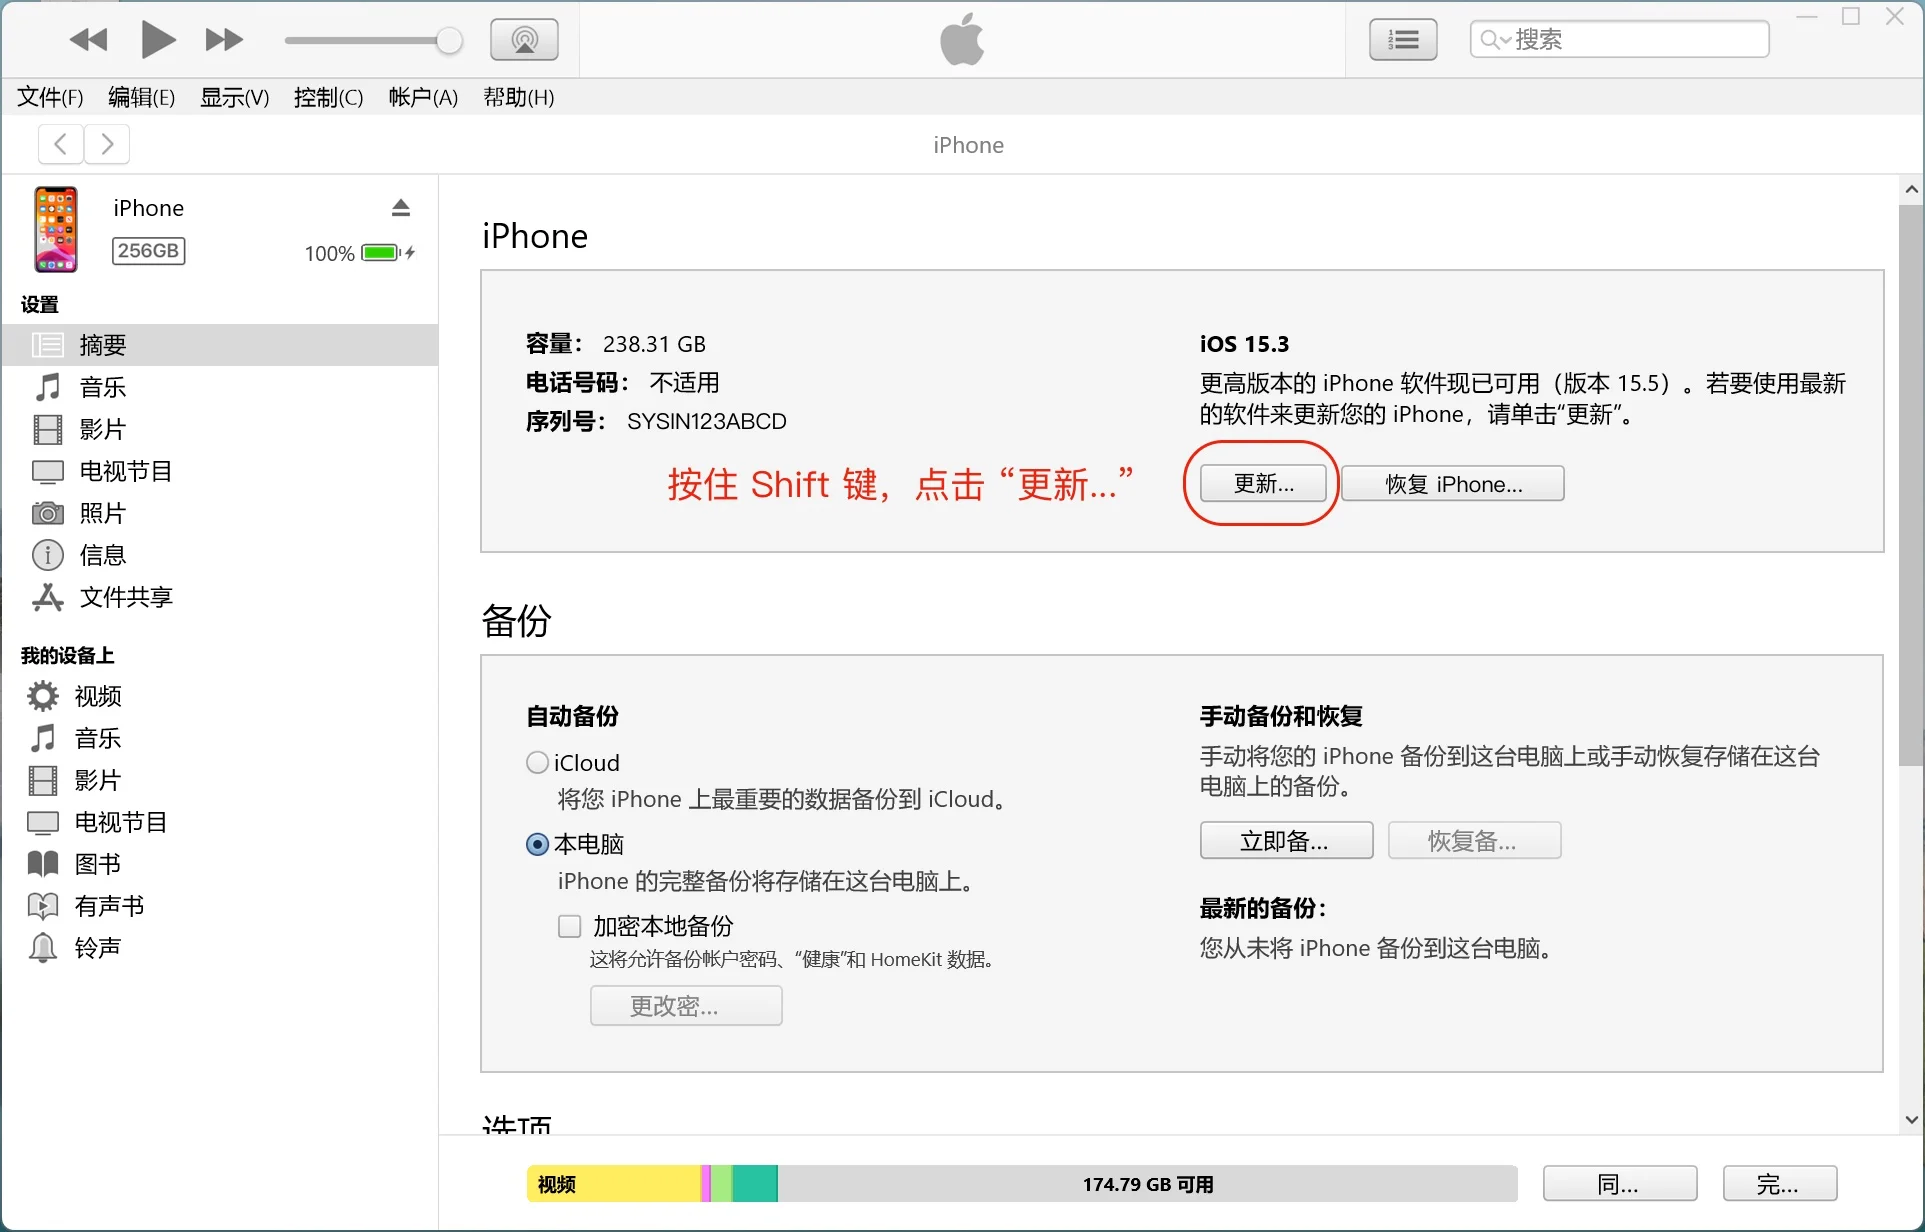 搜索
文件(F) 编辑(E) 显示(V) 控制(C) 帐户(A) 帮助(H)
iPhone
iPhone
256GB
100%
设置
摘要
音乐
影片
电视节目
照片
信息
文件共享
我的设备上
视频
音乐
影片
电视节目
图书
有声书
铃声
iPhone
容量： 238.31 GB
电话号码： 不适用
序列号： SYSIN123ABCD
iOS 15.3
更高版本的 iPhone 软件现已可用（版本 15.5）。若要使用最新
的软件来更新您的 iPhone，请单击“更新”。
按住 Shift 键，点击 “更新...”
更新...
恢复 iPhone...
备份
自动备份
iCloud
将您 iPhone 上最重要的数据备份到 iCloud。
本电脑
iPhone 的完整备份将存储在这台电脑上。
加密本地备份
这将允许备份帐户密码、“健康”和 HomeKit 数据。
更改密...
手动备份和恢复
手动将您的 iPhone 备份到这台电脑上或手动恢复存储在这台
电脑上的备份。
立即备...
恢复备...
最新的备份：
您从未将 iPhone 备份到这台电脑。
选项
视频
174.79 GB 可用
同...
完...